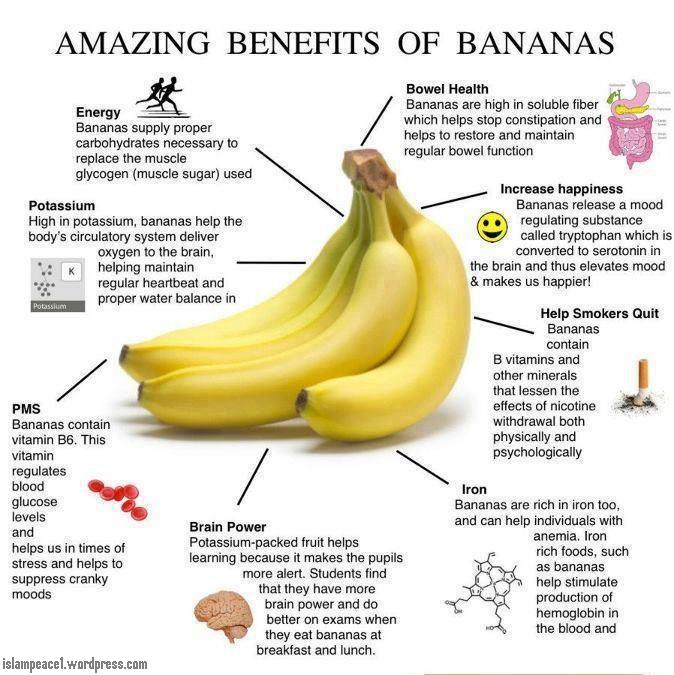 AMAZING BENEFITS OF BANANAS
Energy
Bananas supply proper
carbohydrates necessary to
replace the muscle
glycogen (muscle sugar) used
Bowel Health
Bananas are high in soluble fiber
which helps stop constipation and
helps to restore and maintain
regular bowel function
Potassium
High in potassium, bananas help the
body's circulatory system deliver
oxygen to the brain,
helping maintain
regular heartbeat and
proper water balance in
K
Potassium
Increase happiness
Bananas release a mood
regulating substance
called tryptophan which is
converted to serotonin in
the brain and thus elevates mood
& makes us happier!
Help Smokers Quit
Bananas
contain
B vitamins and
other minerals
that lessen the
effects of nicotine
withdrawal both
physically and
psychologically
PMS
Bananas contain
vitamin B6. This
vitamin
regulates
blood
glucose
levels
and
helps us in times of
stress and helps to
suppress cranky
moods
Brain Power
Potassium-packed fruit helps
learning because it makes the pupils
more alert. Students find
that they have more
brain power and do
better on exams when
they eat bananas at
breakfast and lunch.
Iron
Bananas are rich in iron too,
and can help individuals with
anemia. Iron
rich foods, such
as bananas
help stimulate
production of
hemoglobin in
the blood and
islampeace1.wordpress.com